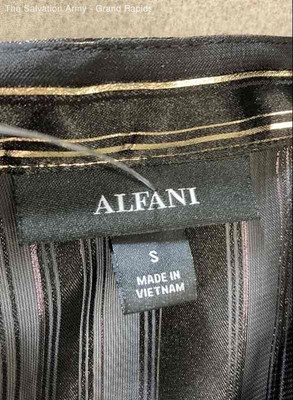 The Salvation Army - Grand Rapids
ALFANI
S
MADE IN
VIETNAM